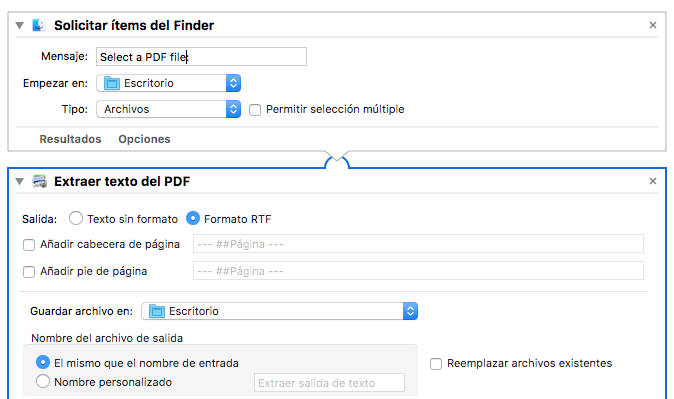 Solicitar ítems del Finder
Mensaje: Select a PDF file:
Empezar en: Escritorio
Tipo: Archivos Permitir selección múltiple
Resultados Opciones
Extraer texto del PDF
Salida: Texto sin formato Formato RTF
Añadir cabecera de página --- ##Página ---
Añadir pie de página --- ##Página ---
Guardar archivo en: Escritorio
Nombre del archivo de salida
El mismo que el nombre de entrada Reemplazar archivos existentes
Nombre personalizado Extraer salida de texto